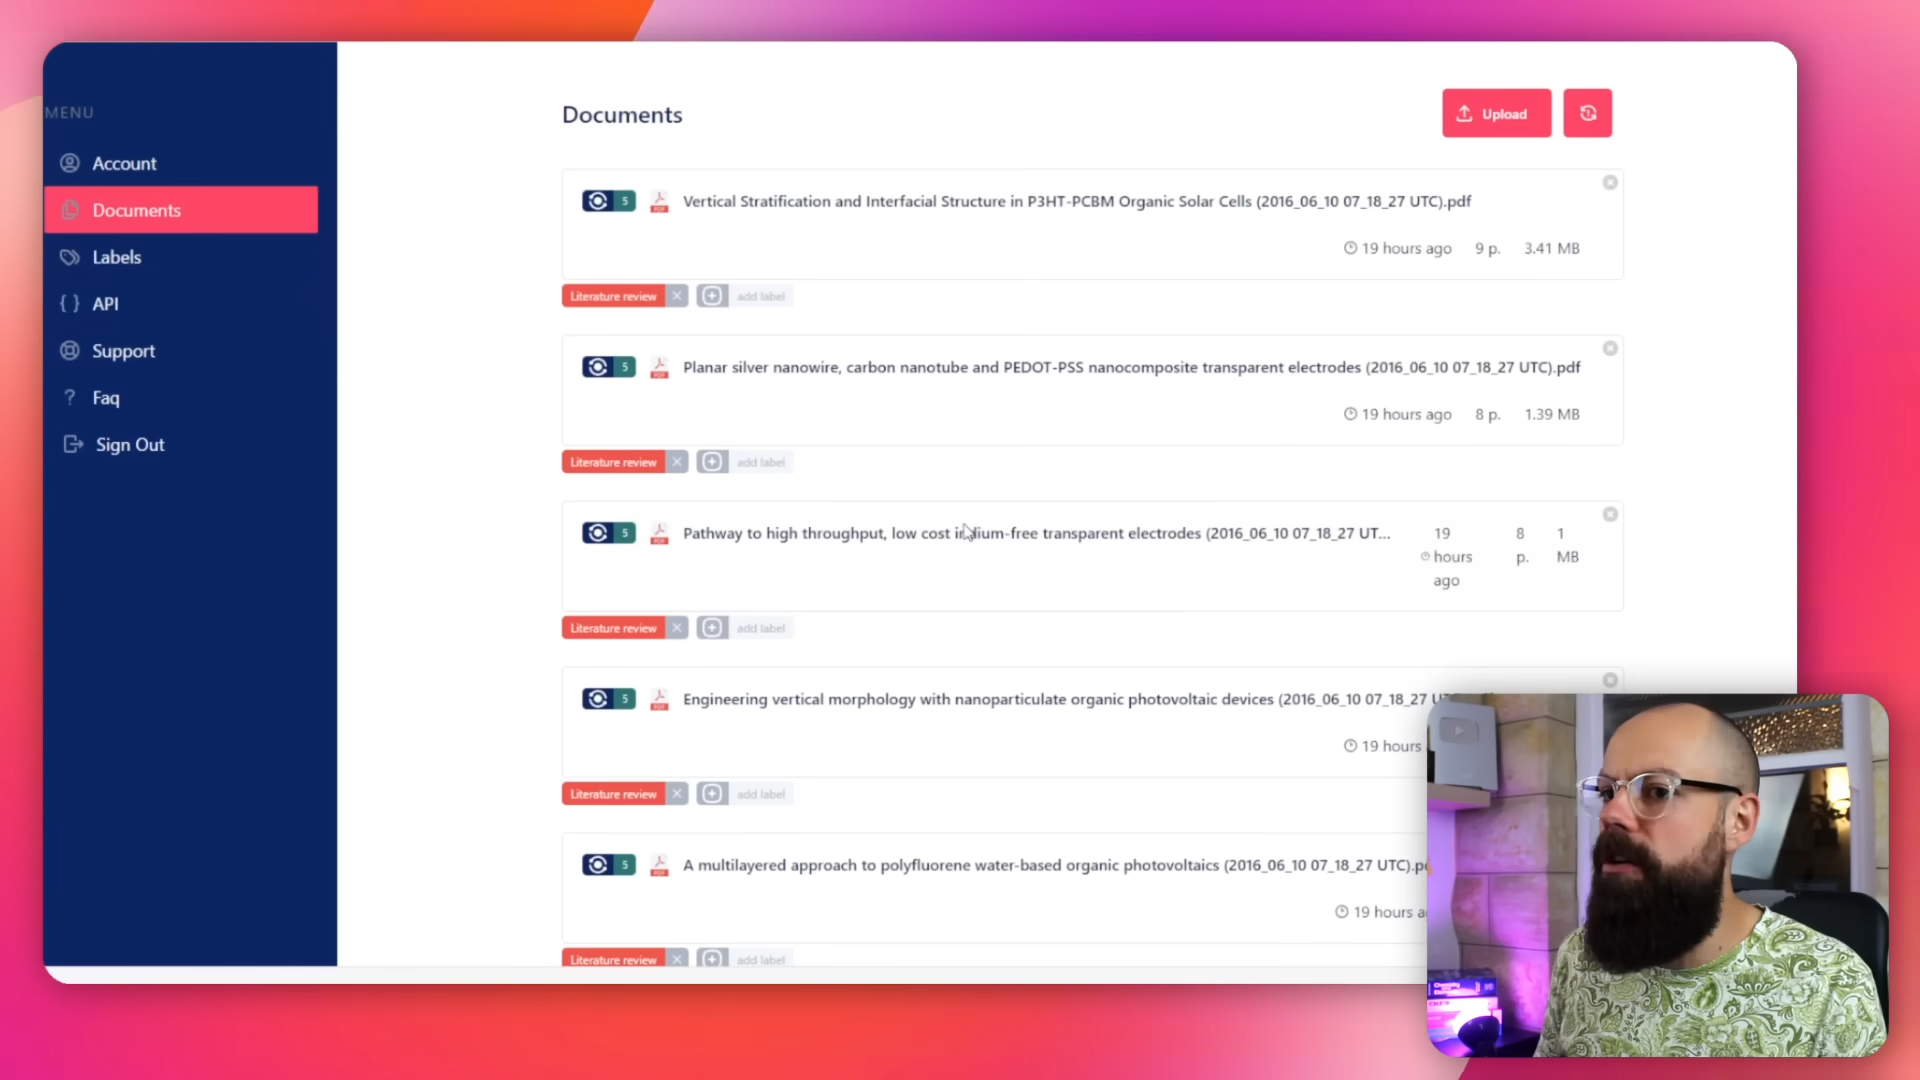 MENU
Account
Documents
Labels
API
Support
Faq
Sign Out
Documents
Upload
5
PDF
Vertical Stratification and Interfacial Structure in P3HT-PCBM Organic Solar Cells (2016_06_10 07_18_27 UTC).pdf
19 hours ago 9 p. 3.41 MB
Literature review add label
5
PDF
Planar silver nanowire, carbon nanotube and PEDOT-PSS nanocomposite transparent electrodes (2016_06_10 07_18_27 UTC).pdf
19 hours ago 8 p. 1.39 MB
Literature review add label
5
PDF
Pathway to high throughput, low cost indium-free transparent electrodes (2016_06_10 07_18_27 UT...
19 hours ago
8 p.
1 MB
Literature review add label
5
PDF
Engineering vertical morphology with nanoparticulate organic photovoltaic devices (2016_06_10 07_18_27 U
19 hours
Literature review add label
5
PDF
A multilayered approach to polyfluorene water-based organic photovoltaics (2016_06_10 07_18_27 UTC).p
19 hours a
Literature review add label